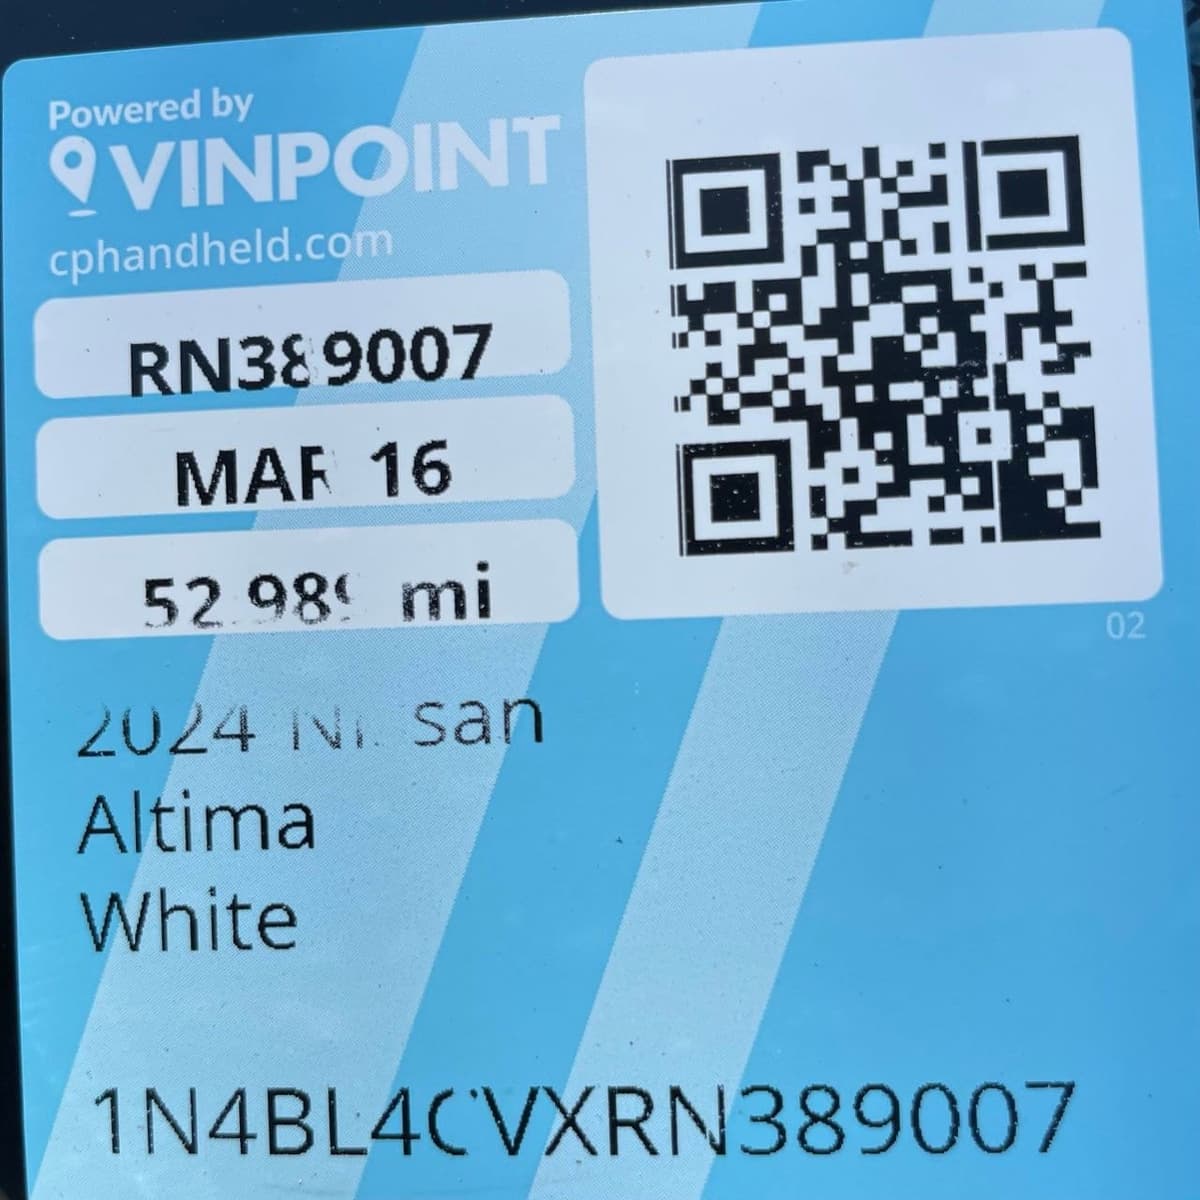 Powered by
VINPOINT
cphandheld.com
RN389007
MAR 16
mi
2024 Nissan
Altima
White
1N4BL4CVXRN389007
02